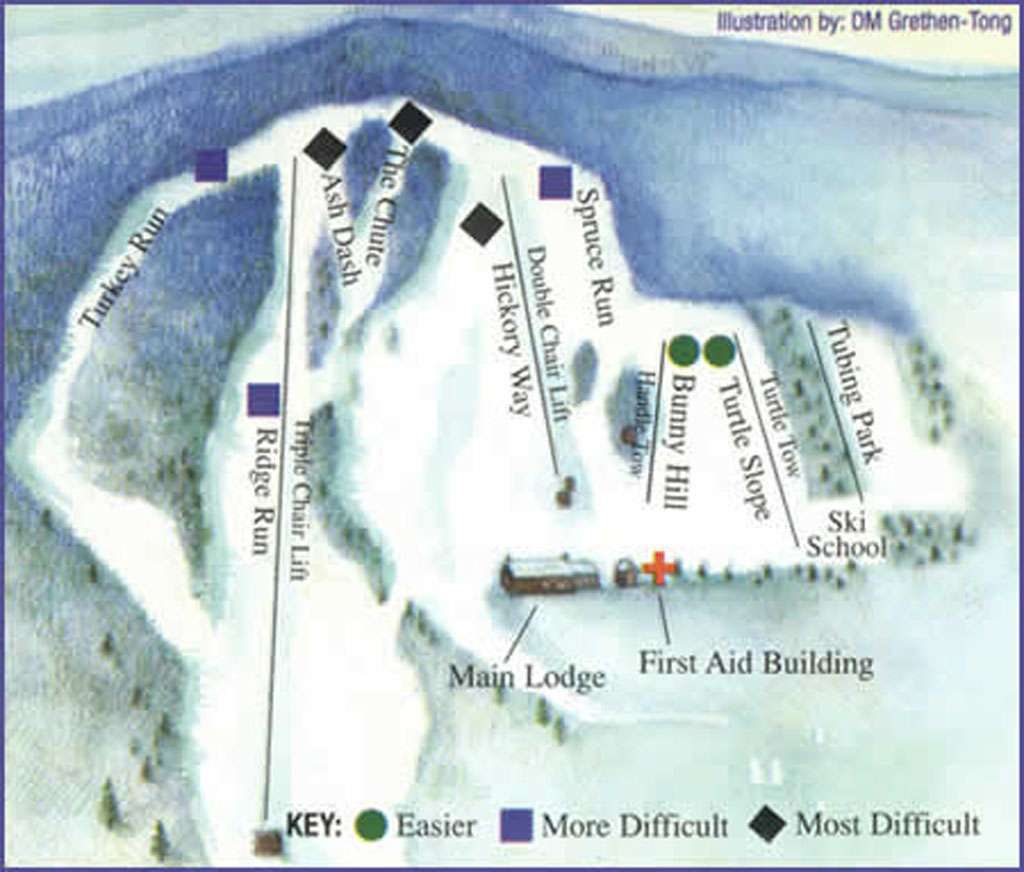 Illustration by: DM Grethen-Tong
Turkey Run
Ash Dash
The Chute
Spruce Run
Double Chair Lift
Hickory Way
Ridge Run
Triple Chair Lift
Handle Tow
Bunny Hill
Turtle Slope
Turtle Tow
Tubing Park
Ski
School
Main Lodge
First Aid Building
KEY: Easier More Difficult Most Difficult